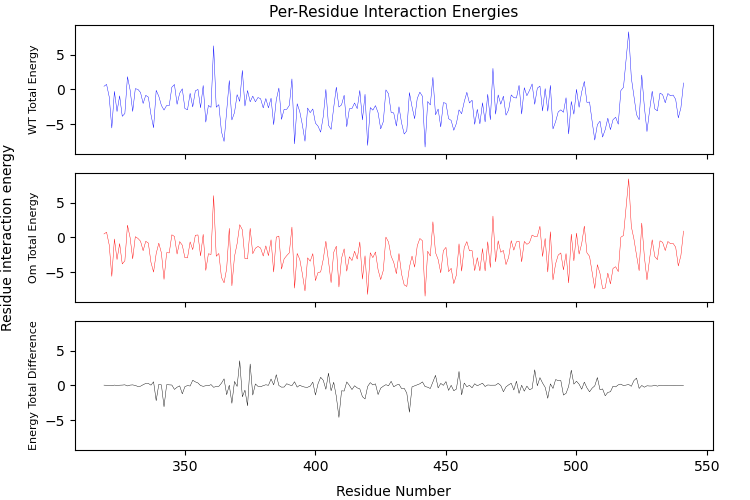 Per-Residue Interaction Energies
Residue interaction energy
WT Total Energy
5
0
−5
Om Total Energy
5
0
−5
Energy Total Difference
5
0
−5
350 400 450 500 550
Residue Number